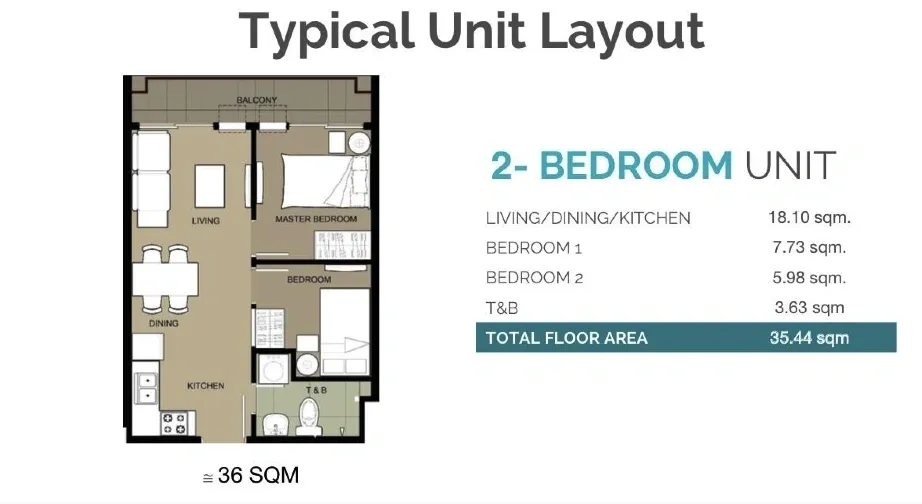 Typical Unit Layout
BALCONY
LIVING
MASTER BEDROOM
BEDROOM
DINING
KITCHEN
T & B
≅ 36 SQM
2- BEDROOM UNIT
LIVING/DINING/KITCHEN 18.10 sqm.
BEDROOM 1 7.73 sqm.
BEDROOM 2 5.98 sqm.
T&B 3.63 sqm
TOTAL FLOOR AREA 35.44 sqm